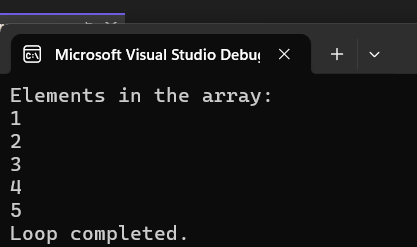 Microsoft Visual Studio Debu
Elements in the array:
1
2
3
4
5
Loop completed.